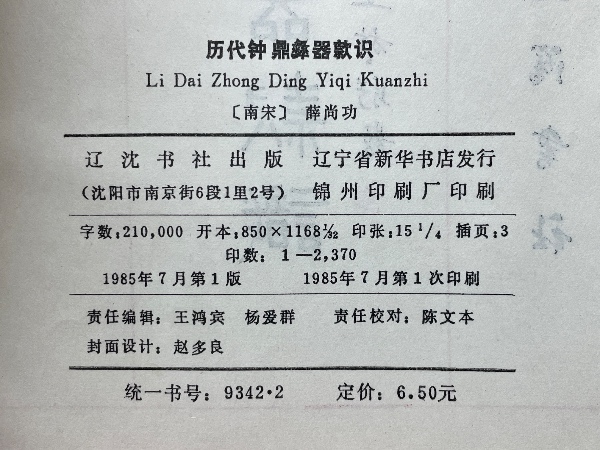 历代钟鼎彝器款识
Li Dai Zhong Ding Yiqi Kuanzhi
〔南宋〕 薛尚功
辽沈书社出版 辽宁省新华书店发行
(沈阳市南京街6段1里2号) 锦州印刷厂印刷
字数:210,000 开本:850×1168 1/32 印张:15 1/4 插页:3
印数: 1—2,370
1985年7月第1版 1985年7月第1次印刷
责任编辑: 王鸿宾 杨爱群 责任校对: 陈文本
封面设计: 赵多良
统一书号: 9342·2 定价: 6.50元